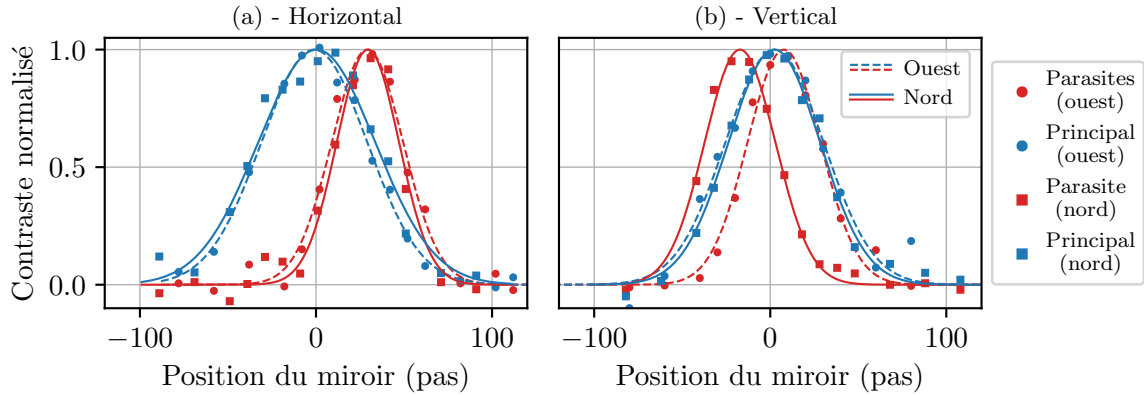 (a) - Horizontal
(b) - Vertical
Contraste normalisé
1.0
0.5
0.0
−100
0
100
Position du miroir (pas)
−100
0
100
Position du miroir (pas)
Ouest
Nord
Parasites
(ouest)
Principal
(ouest)
Parasite
(nord)
Principal
(nord)